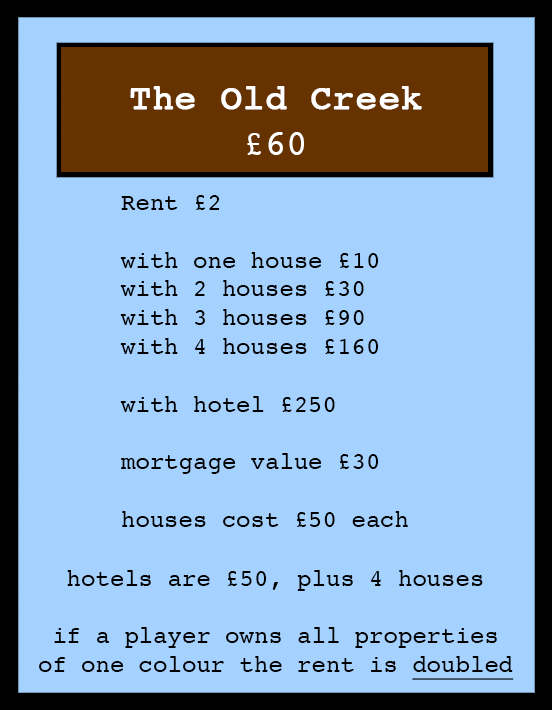 The Old Creek
£60
Rent £2
with one house £10
with 2 houses £30
with 3 houses £90
with 4 houses £160
with hotel £250
mortgage value £30
houses cost £50 each
hotels are £50, plus 4 houses
if a player owns all properties
of one colour the rent is doubled